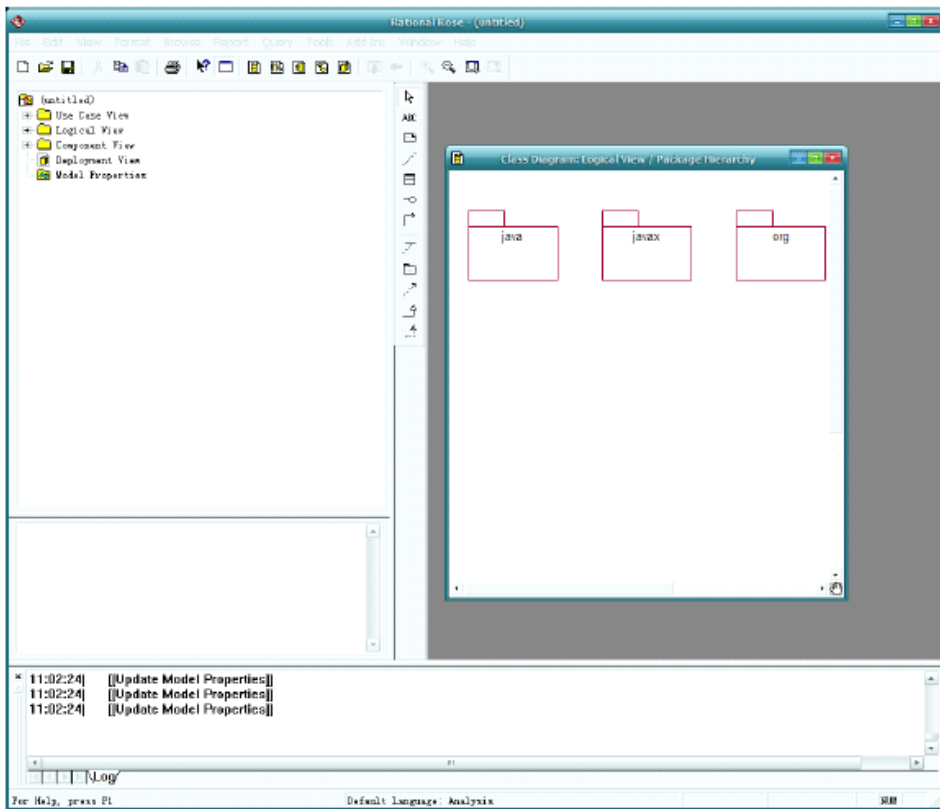 Rational Rose - (untitled)
File Edit View Format Browse Report Query Tools Add-Ins Window Help
(untitled)
Use Case View
Logical View
Component View
Deployment View
Model Properties
ABC
Class Diagram: Logical View / Package Hierarchy
java
javax
org
11:02:24| [[Update Model Properties]]
11:02:24| [[Update Model Properties]]
11:02:24| [[Update Model Properties]]
Log
For Help, press F1
Default Language: Analysis
NUM